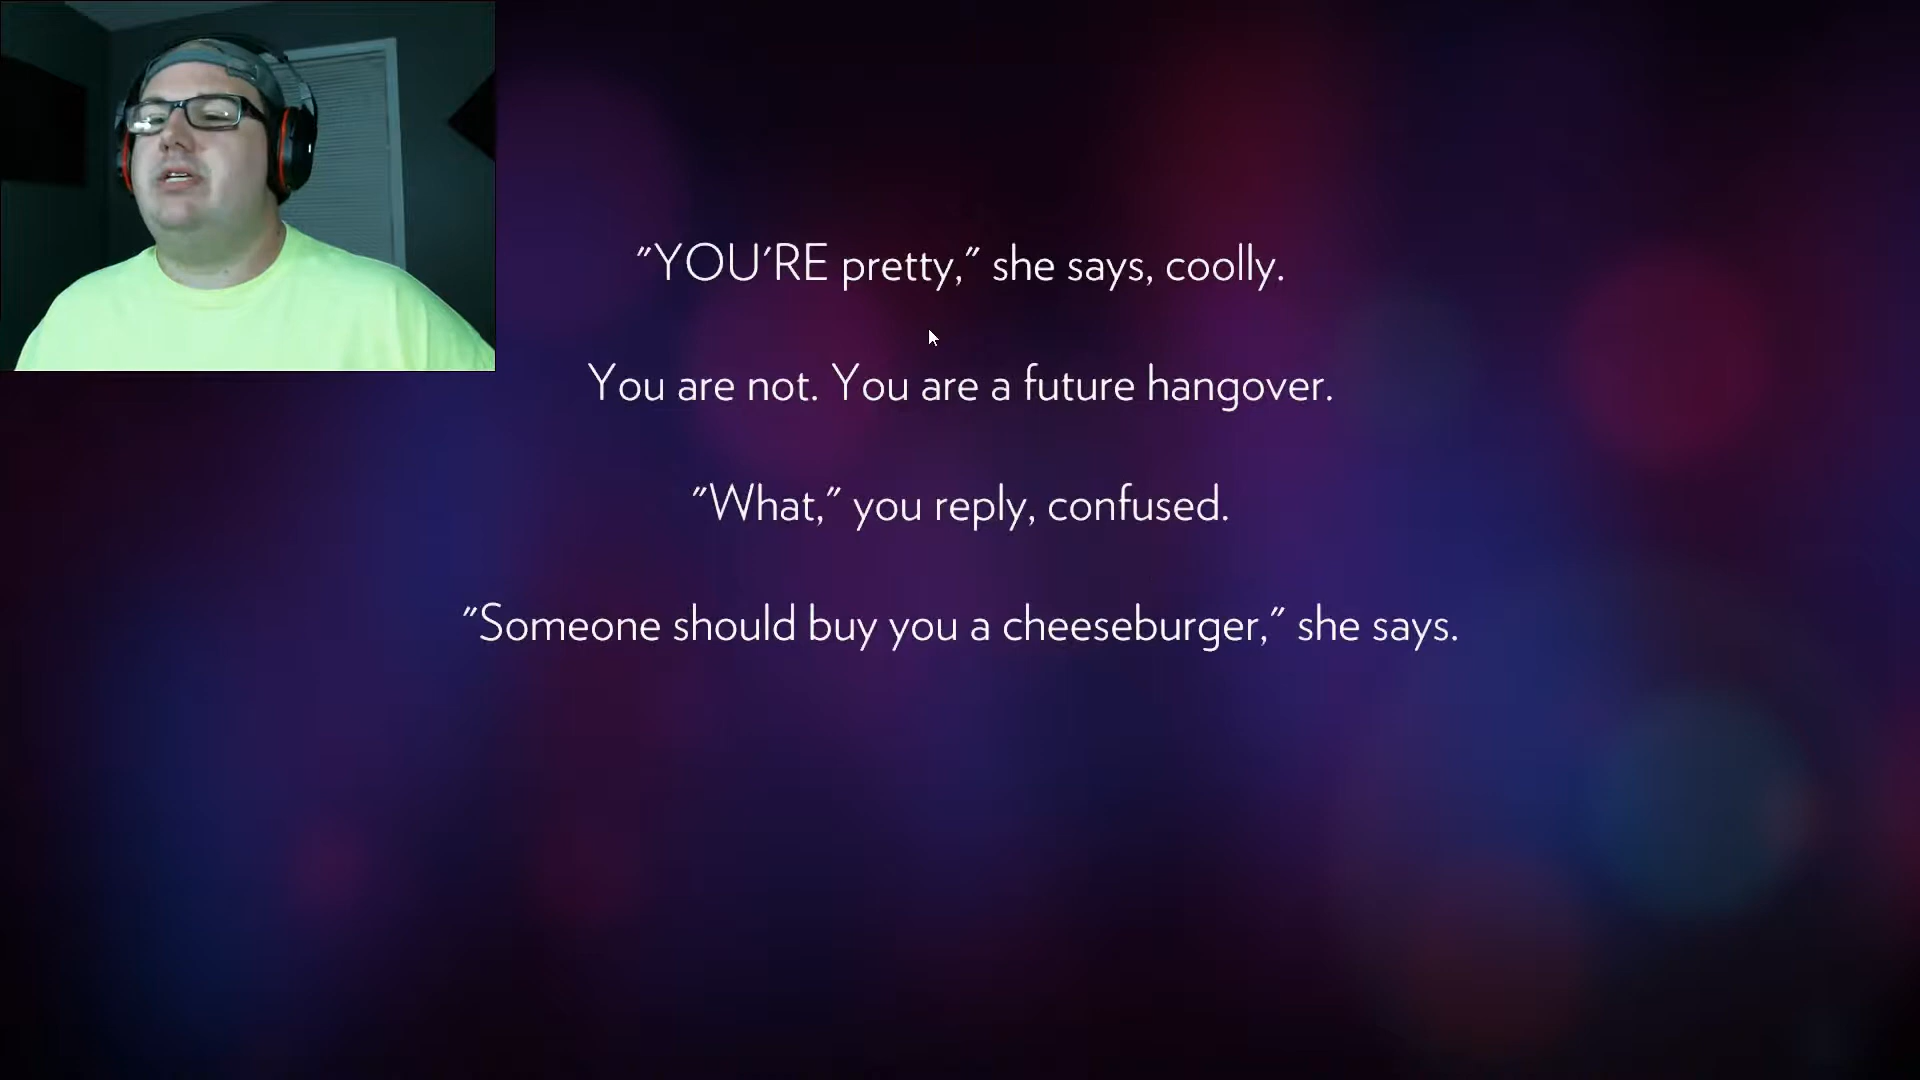 "YOU'RE pretty," she says, coolly.
You are not. You are a future hangover.
"What," you reply, confused.
"Someone should buy you a cheeseburger," she says.